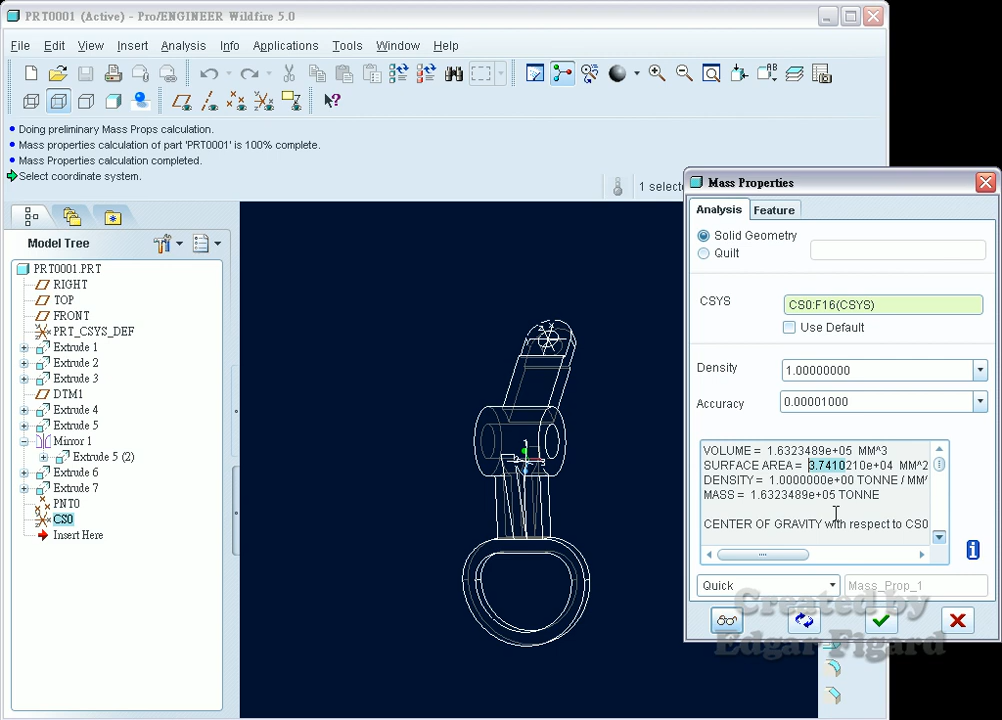 PRT0001 (Active) - Pro/ENGINEER Wildfire 5.0
File Edit View Insert Analysis Info Applications Tools Window Help
Doing preliminary Mass Props calculation.
Mass properties calculation of part 'PRT0001' is 100% complete.
Mass Properties calculation completed.
Select coordinate system.
1 selecte
Model Tree
PRT0001.PRT
RIGHT
TOP
FRONT
PRT_CSYS_DEF
Extrude 1
Extrude 2
Extrude 3
DTM1
Extrude 4
Extrude 5
Mirror 1
Extrude 5 (2)
Extrude 6
Extrude 7
PNT0
CS0
Insert Here
Mass Properties
Analysis Feature
Solid Geometry
Quilt
CSYS
CS0:F16(CSYS)
Use Default
Density
1.00000000
Accuracy
0.00001000
VOLUME = 1.6323489e+05 MM^3
SURFACE AREA = 3.7410210e+04 MM^2
DENSITY = 1.0000000e+00 TONNE / MM^
MASS = 1.6323489e+05 TONNE
CENTER OF GRAVITY with respect to CS0
Quick
Mass_Prop_1
Created by
Edgar Figard